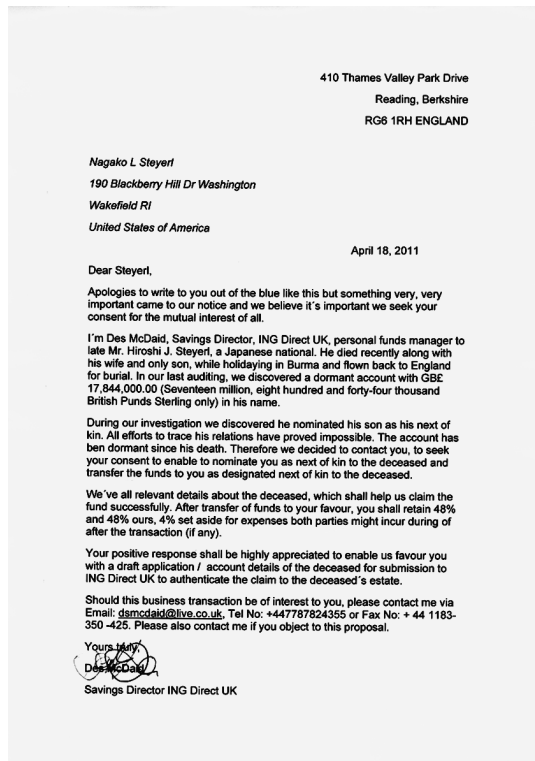 410 Thames Valley Park Drive
Reading, Berkshire
RG6 1RH ENGLAND
Nagako L Steyerl
190 Blackberry Hill Dr Washington
Wakefield RI
United States of America
April 18, 2011
Dear Steyerl,
Apologies to write to you out of the blue like this but something very, very
important came to our notice and we believe it´s important we seek your
consent for the mutual interest of all.
I´m Des McDaid, Savings Director, ING Direct UK, personal funds manager to
late Mr. Hiroshi J. Steyerl, a Japanese national. He died recently along with
his wife and only son, while holidaying in Burma and flown back to England
for burial. In our last auditing, we discovered a dormant account with GB£
17,844,000.00 (Seventeen million, eight hundred and forty-four thousand
British Punds Sterling only) in his name.
During our investigation we discovered he nominated his son as his next of
kin. All efforts to trace his relations have proved impossible. The account has
ben dormant since his death. Therefore we decided to contact you, to seek
your consent to enable to nominate you as next of kin to the deceased and
transfer the funds to you as designated next of kin to the deceased.
We´ve all relevant details about the deceased, which shall help us claim the
fund successfully. After transfer of funds to your favour, you shall retain 48%
and 48% ours, 4% set aside for expenses both parties might incur during of
after the transaction (if any).
Your positive response shall be highly appreciated to enable us favour you
with a draft application / account details of the deceased for submission to
ING Direct UK to authenticate the claim to the deceased´s estate.
Should this business transaction be of interest to you, please contact me via
Email: dsmcdaid@live.co.uk, Tel No: +447787824355 or Fax No: + 44 1183-
350 -425. Please also contact me if you object to this proposal.
Yours truly,
Des McDaid
Savings Director ING Direct UK